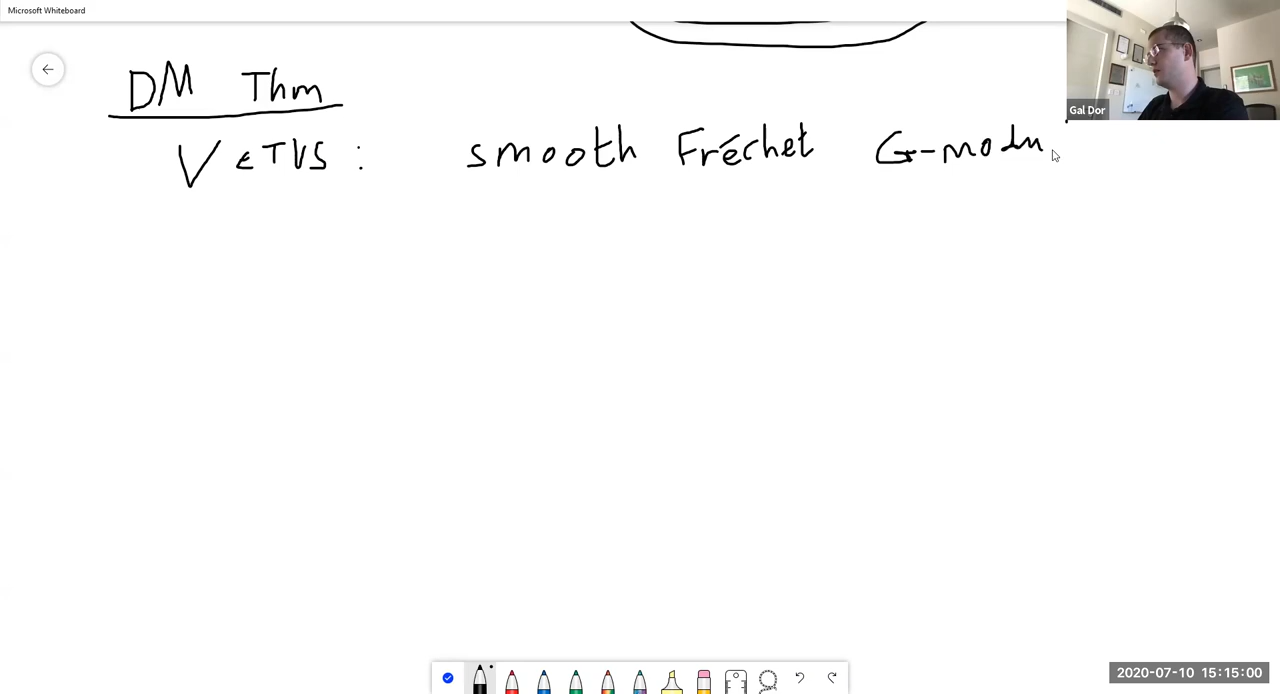 Microsoft Whiteboard
Gal Dor
DM Thm
V ∈ TVS : smooth Fréchet G-modu
2020-07-10 15:15:00